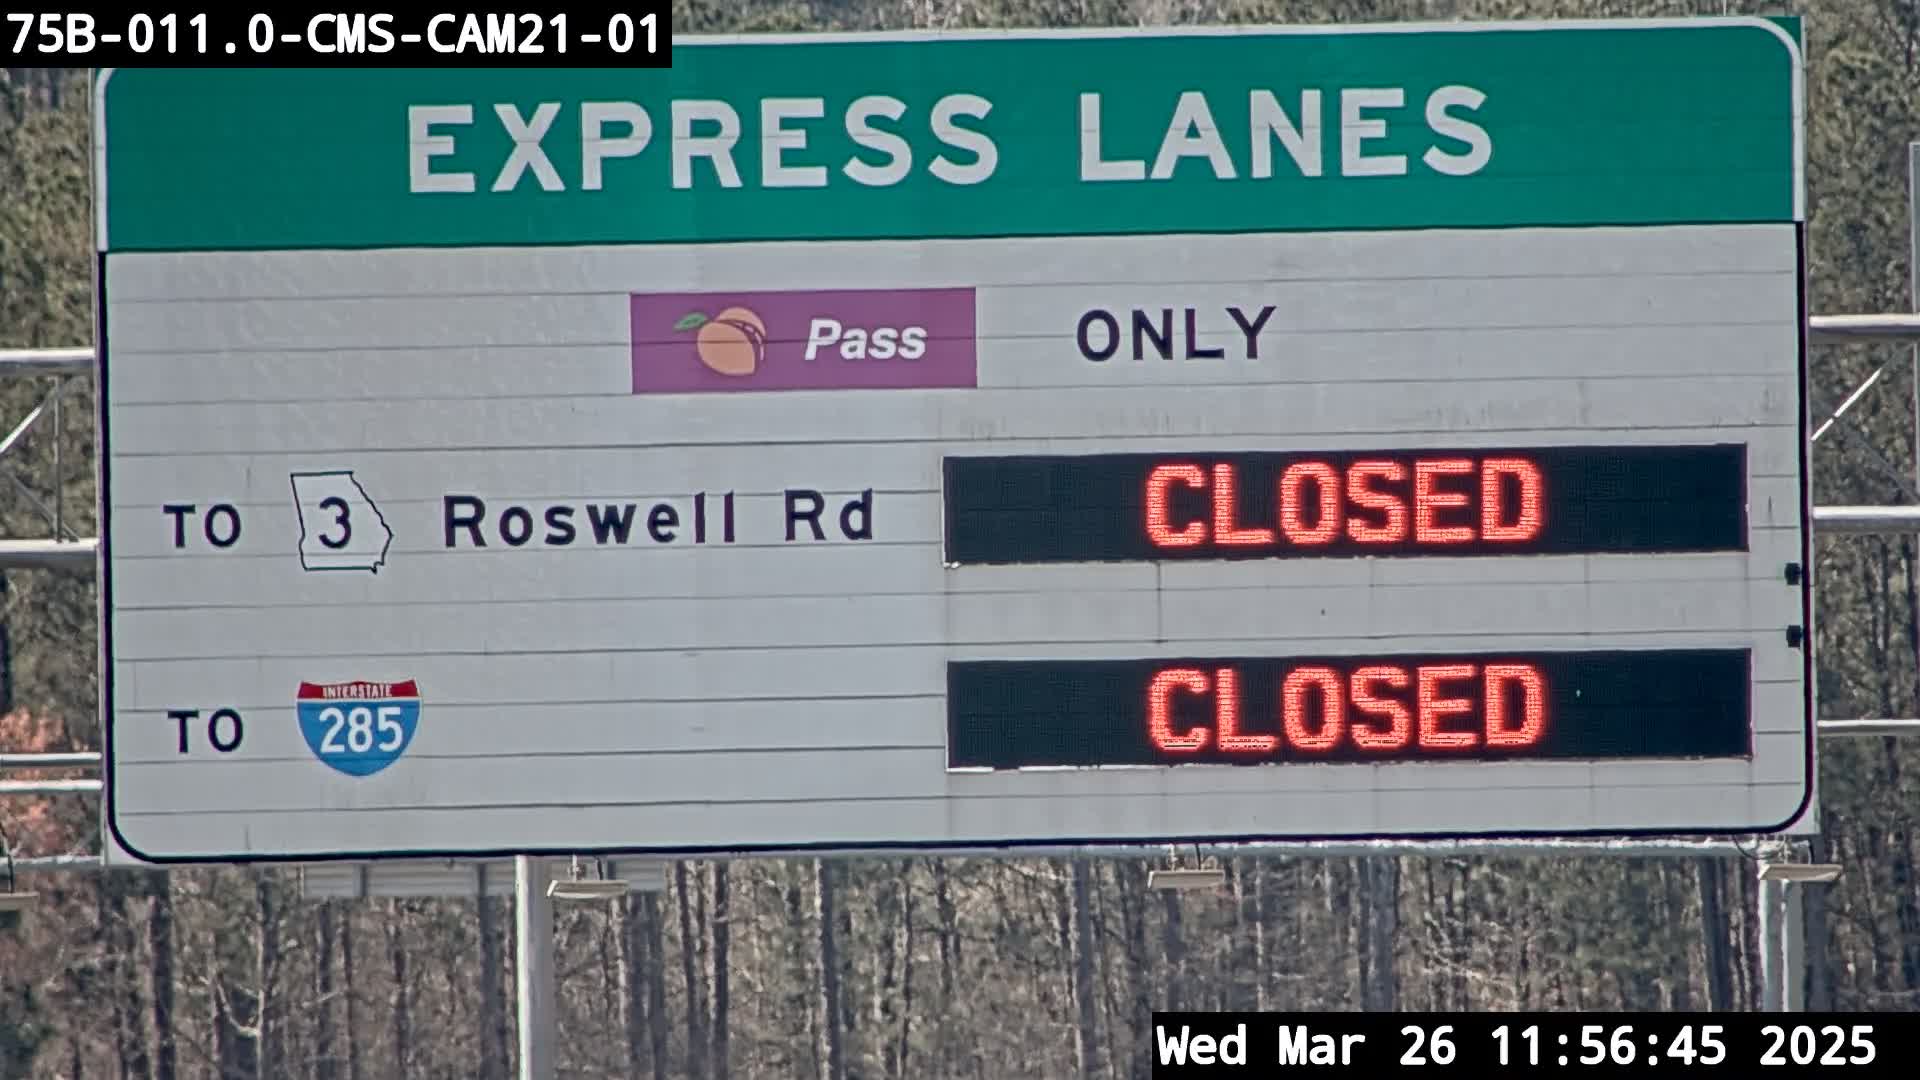 75B-011.0-CMS-CAM21-01
EXPRESS LANES
Pass ONLY
TO 3 Roswell Rd CLOSED
TO INTERSTATE 285 CLOSED
Wed Mar 26 11:56:45 2025